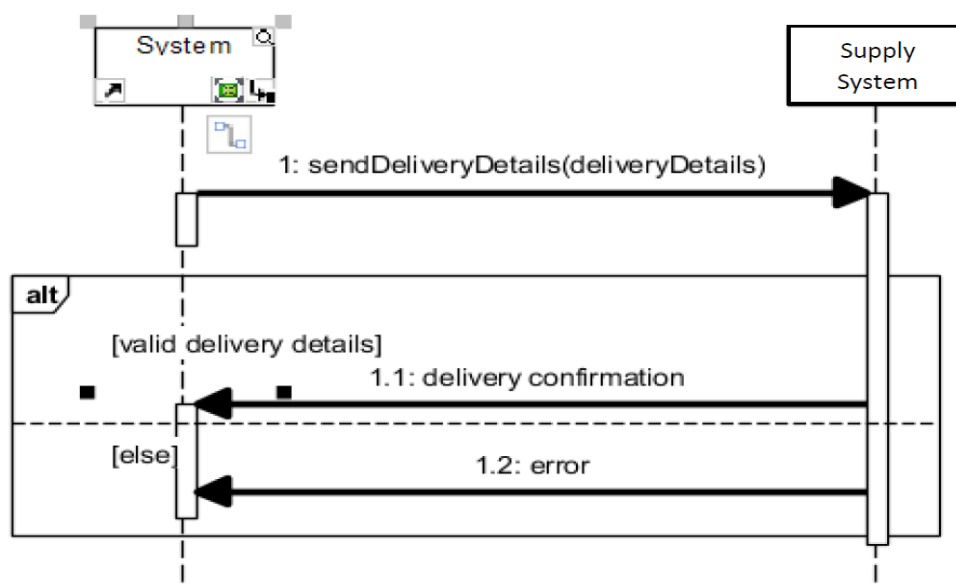 System
Supply
System
1: sendDeliveryDetails(deliveryDetails)
alt
[valid delivery details]
1.1: delivery confirmation
[else]
1.2: error